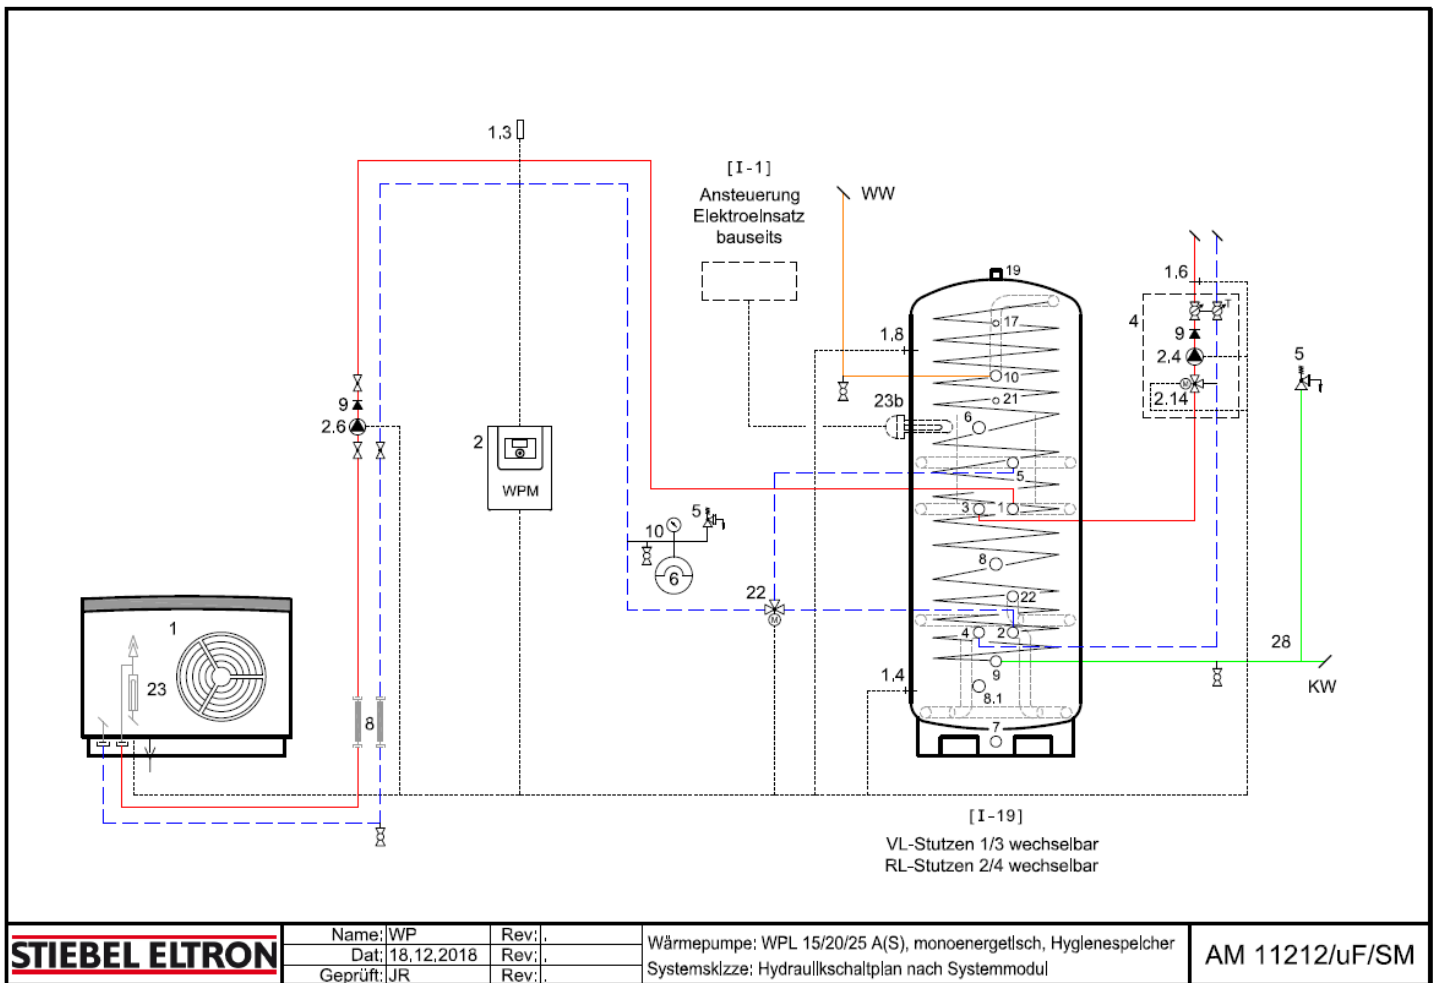 1.3
[I-1]
Ansteuerung
Elektroeinsatz
bauseits
WW
19
1.6
17
1.8
4
9
T
2.4
5
10
M
2.14
23b
21
9
2.6
6
2
WPM
5
5
3
1
10
8
6
22
M
22
4
2
28
9
KW
1
23
1.4
8.1
8
7
[I-19]
VL-Stutzen 1/3 wechselbar
RL-Stutzen 2/4 wechselbar
STIEBEL ELTRON
Name: WP Rev: .
Dat: 18.12.2018 Rev: .
Geprüft: JR Rev: .
Wärmepumpe: WPL 15/20/25 A(S), monoenergetisch, Hygienespeicher
Systemskizze: Hydraulikschaltplan nach Systemmodul
AM 11212/uF/SM